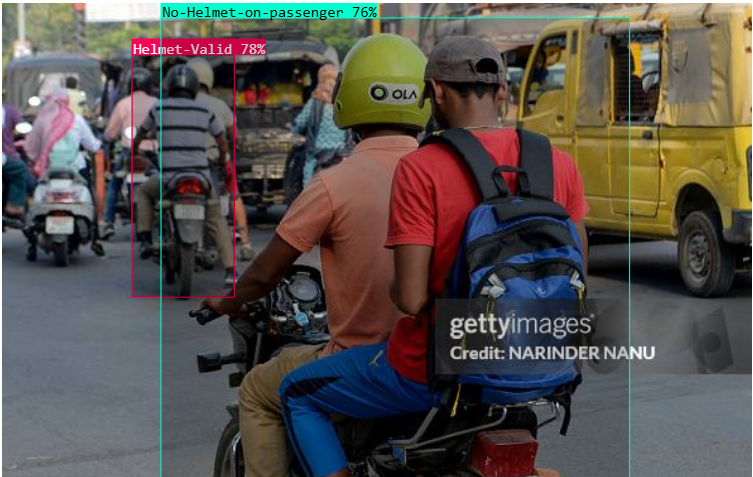 No-Helmet-on-passenger 76%
Helmet-Valid 78%
OLA
gettyimages
Credit: NARINDER NANU